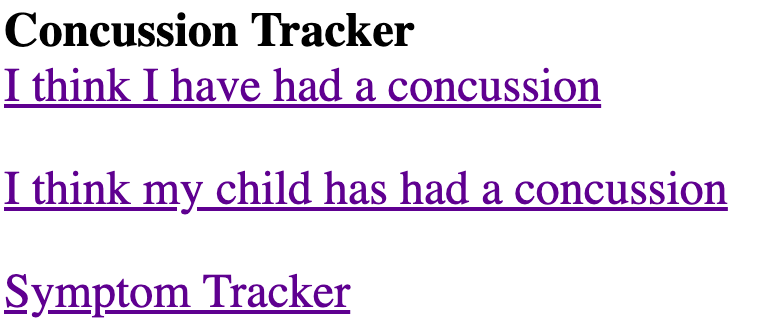 Concussion Tracker
I think I have had a concussion
I think my child has had a concussion
Symptom Tracker